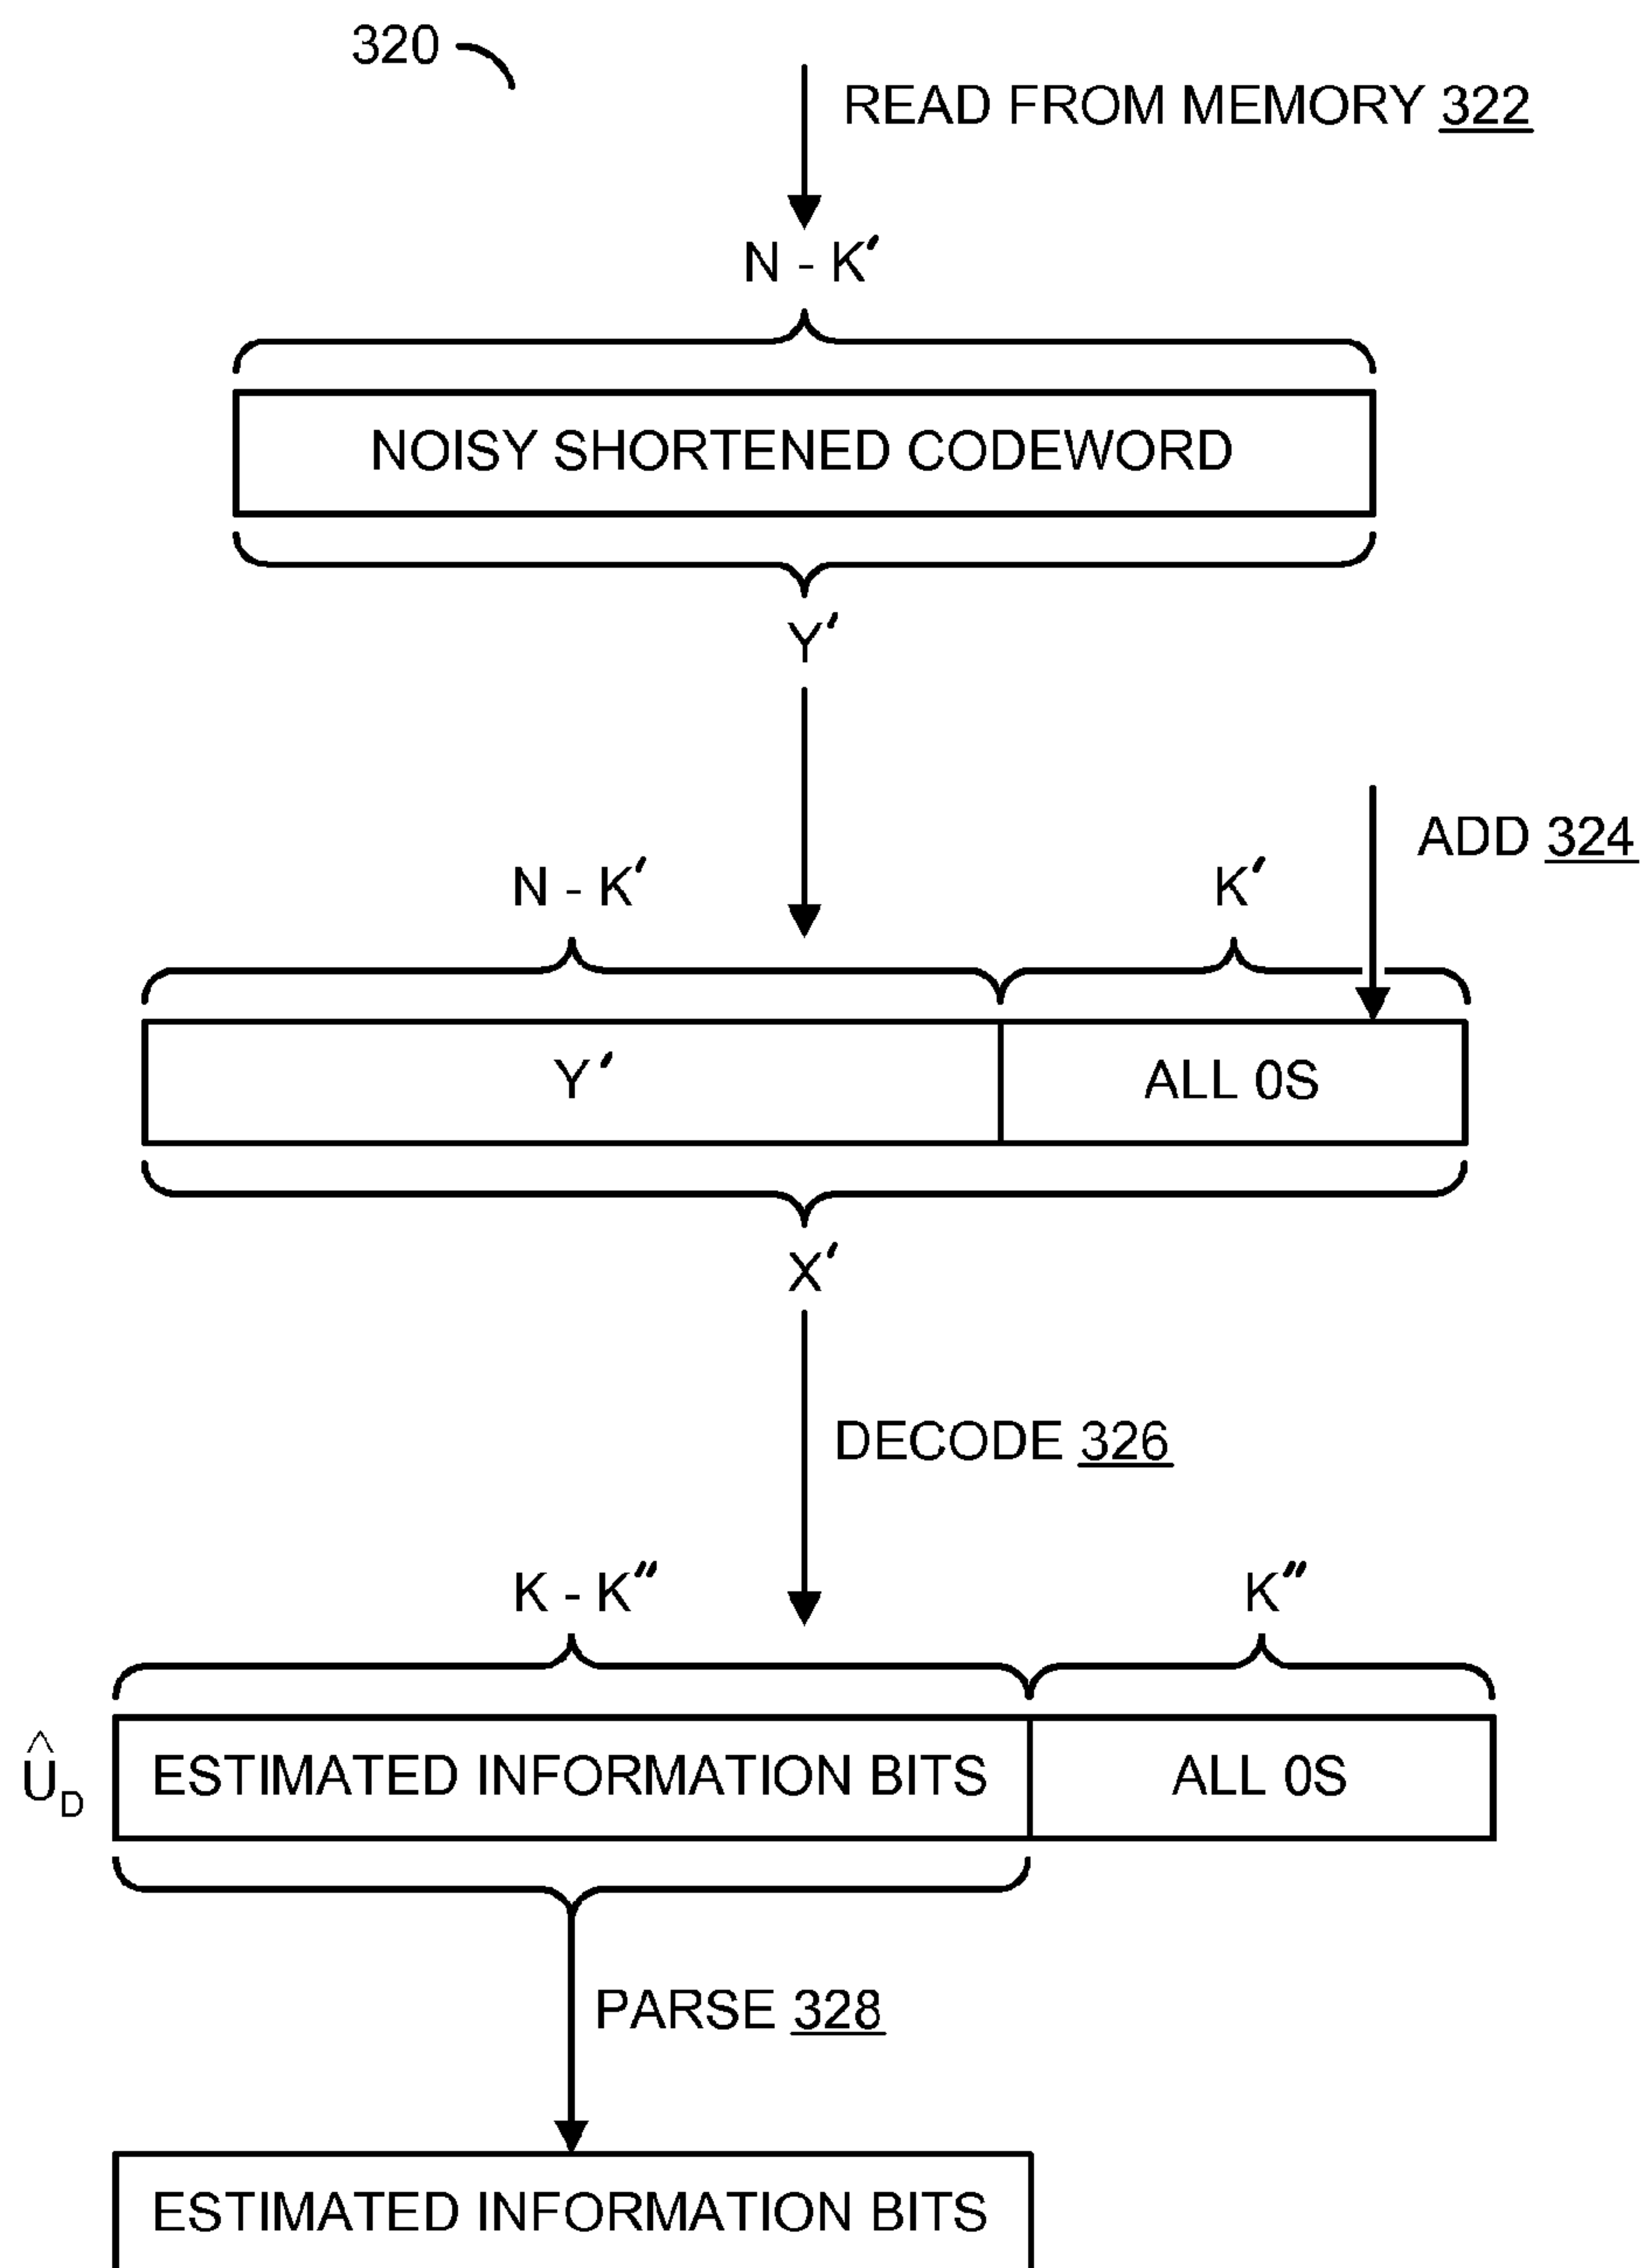 320
READ FROM MEMORY 322
N - K′
NOISY SHORTENED CODEWORD
Y′
ADD 324
N - K′ K′
Y′ ALL 0S
X′
DECODE 326
K - K″ K″
Û_D ESTIMATED INFORMATION BITS ALL 0S
PARSE 328
ESTIMATED INFORMATION BITS